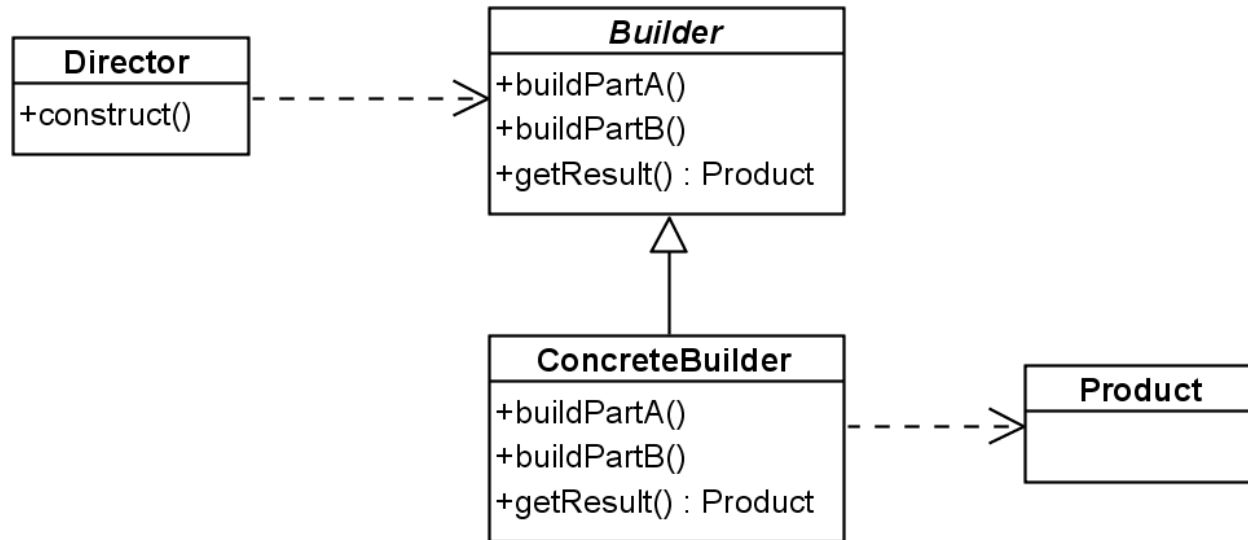 Director
+construct()
Builder
+buildPartA()
+buildPartB()
+getResult() : Product
ConcreteBuilder
+buildPartA()
+buildPartB()
+getResult() : Product
Product